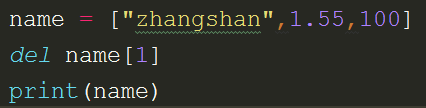 name = ["zhangshan",1.55,100]
del name[1]
print(name)